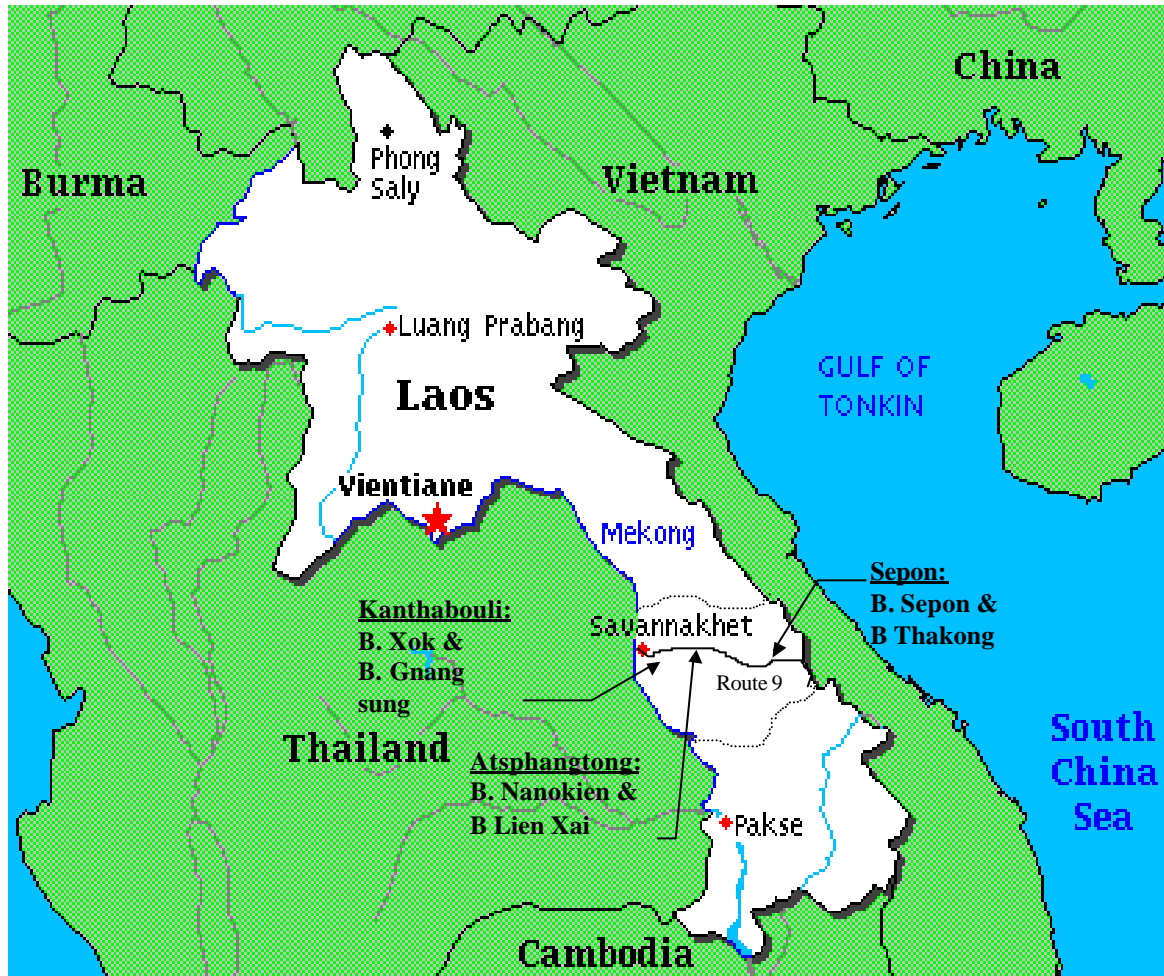 China
Burma
Phong
Saly
Vietnam
Luang Prabang
GULF OF
TONKIN
Laos
Vientiane
Mekong
Sepon:
B. Sepon &
B Thakong
Kanthabouli:
B. Xok &
B. Gnang
sung
Savannakhet
Route 9
Thailand
Atsphangtong:
B. Nanokien &
B Lien Xai
South
China
Sea
Pakse
Cambodia